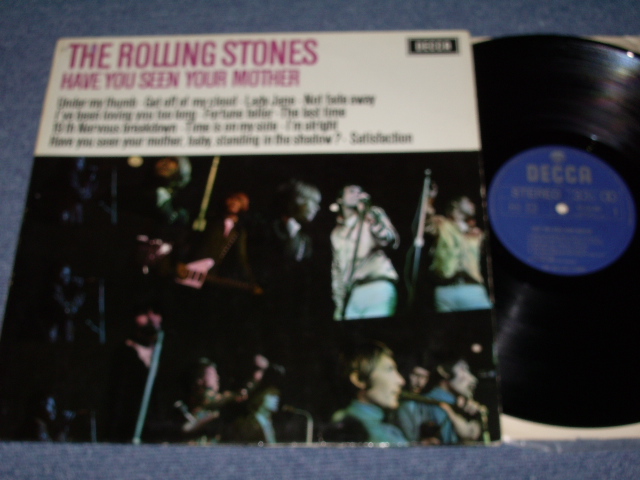 THE ROLLING STONES
DECCA
HAVE YOU SEEN YOUR MOTHER
Under my thumb · Get off of my cloud · Lady Jane · Not fade away
I've been loving you too long · Fortune teller · The last time
19th Nervous breakdown · Time is on my side · I'm alright
Have you seen your mother, baby, standing in the shadow? · Satisfaction
DECCA
STEREO